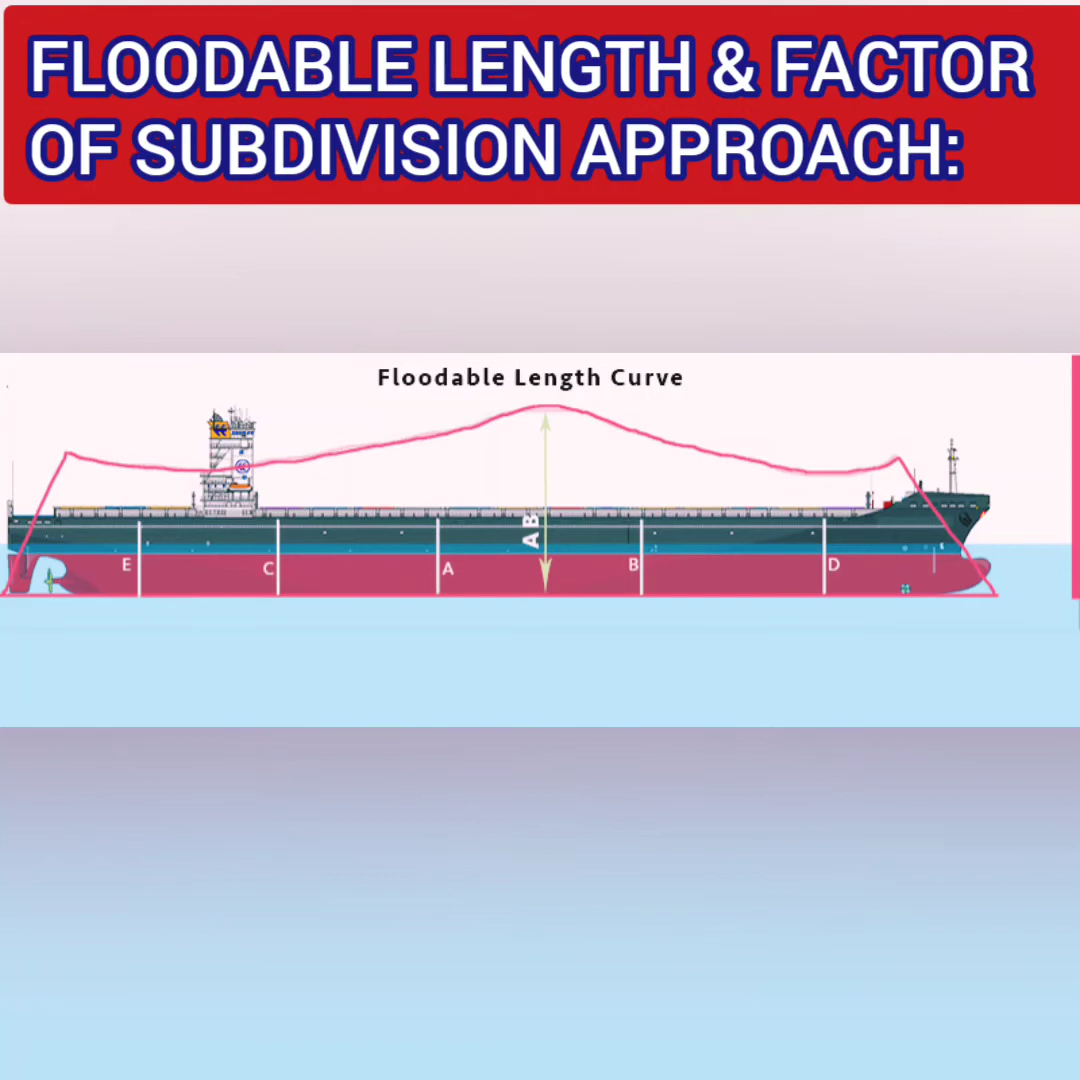 FLOODABLE LENGTH & FACTOR
OF SUBDIVISION APPROACH:
Floodable Length Curve
AB
E
C
A
B
D